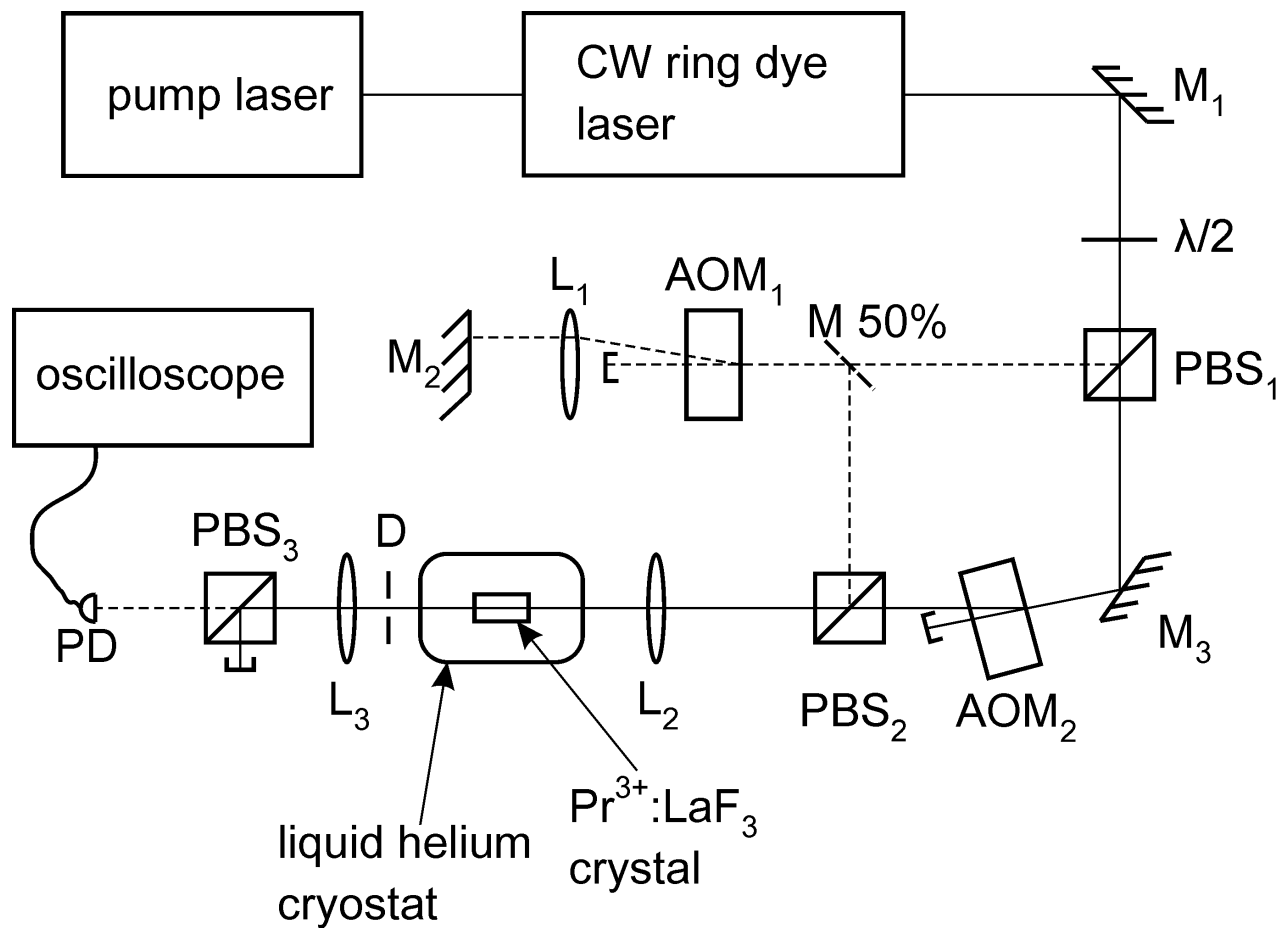 pump laser
CW ring dye
laser
M₁
λ/2
L₁
AOM₁
M 50%
M₂
PBS₁
oscilloscope
PBS₃
D
PD
M₃
L₃
L₂
PBS₂
AOM₂
Pr³⁺:LaF₃
crystal
liquid helium
cryostat